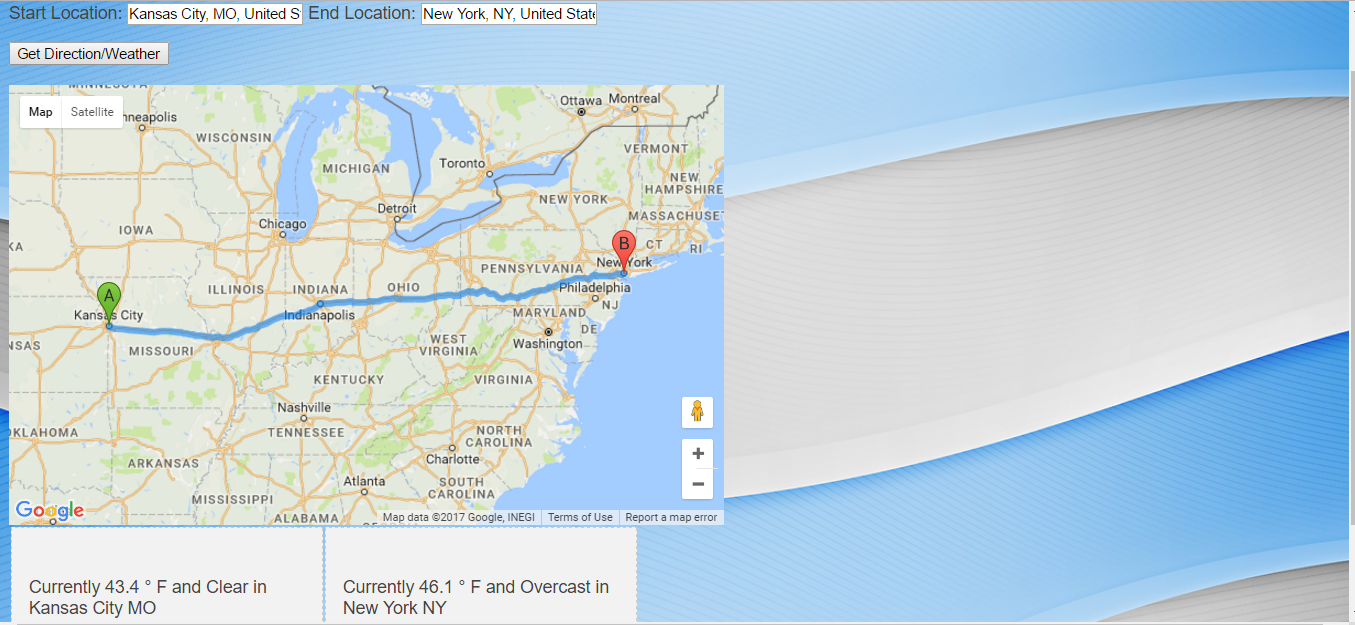 Start Location: Kansas City, MO, United S End Location: New York, NY, United State
Get Direction/Weather
Map Satellite
Ottawa Montreal
neapolis
WISCONSIN
VERMONT
MICHIGAN
Toronto
NEW
HAMPSHIRE
NEW YORK
Detroit
MASSACHUSET
Chicago
IOWA
KA
B
CT
RI
New York
PENNSYLVANIA
ILLINOIS
INDIANA
OHIO
Philadelphia
A
NJ
Kansas City
Indianapolis
MARYLAND
DE
NSAS
MISSOURI
WEST
VIRGINIA
Washington
KENTUCKY
VIRGINIA
Nashville
TENNESSEE
OKLAHOMA
NORTH
CAROLINA
ARKANSAS
Charlotte
Atlanta
SOUTH
CAROLINA
MISSISSIPPI
Google
ALABAMA
Map data ©2017 Google, INEGI Terms of Use Report a map error
Currently 43.4 ° F and Clear in
Kansas City MO
Currently 46.1 ° F and Overcast in
New York NY